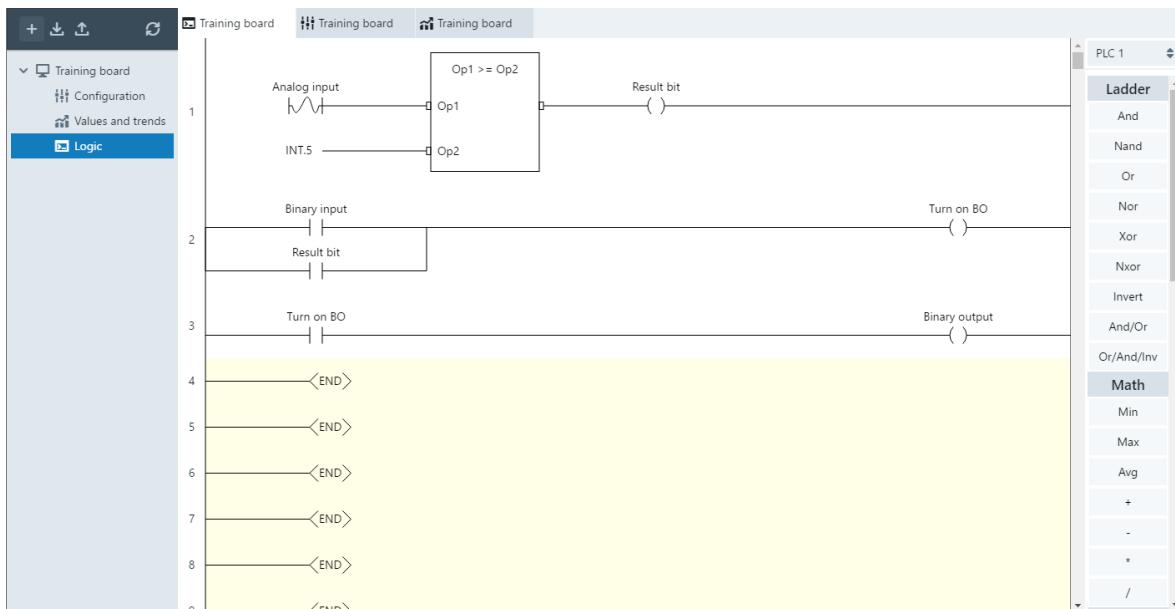 Training board
Training board
Training board
Training board
Configuration
Values and trends
Logic
1
Analog input
Op1 >= Op2
Op1
INT.5
Op2
Result bit
2
Binary input
Result bit
Turn on BO
3
Turn on BO
Binary output
4
END
5
END
6
END
7
END
8
END
END
PLC 1
Ladder
And
Nand
Or
Nor
Xor
Nxor
Invert
And/Or
Or/And/Inv
Math
Min
Max
Avg
+
-
*
/